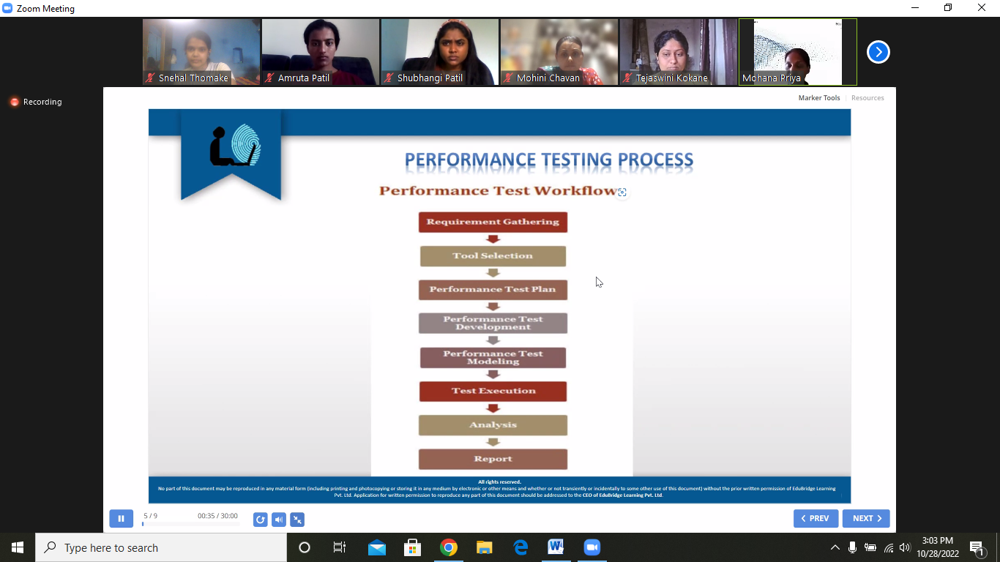 Zoom Meeting
Snehal Thomake
Amruta Patil
Shubhangi Patil
Mohini Chavan
Tejaswini Kokane
Mohana Priya
Recording
Marker Tools | Resources
PERFORMANCE TESTING PROCESS
Performance Test Workflow
Requirement Gathering
Tool Selection
Performance Test Plan
Performance Test
Development
Performance Test
Modeling
Test Execution
Analysis
Report
All rights reserved.
No part of this document may be reproduced in any material form (including printing and photocopying or storing it in any medium by electronic or other means and whether or not transiently or incidentally to some other use of this document) without the prior written permission of EduBridge Learning
Pvt. Ltd. Application for written permission to reproduce any part of this document should be addressed to the CEO of EduBridge Learning Pvt. Ltd.
5 / 9
00:35 / 30:00
PREV
NEXT
Type here to search
3:03 PM
10/28/2022
1